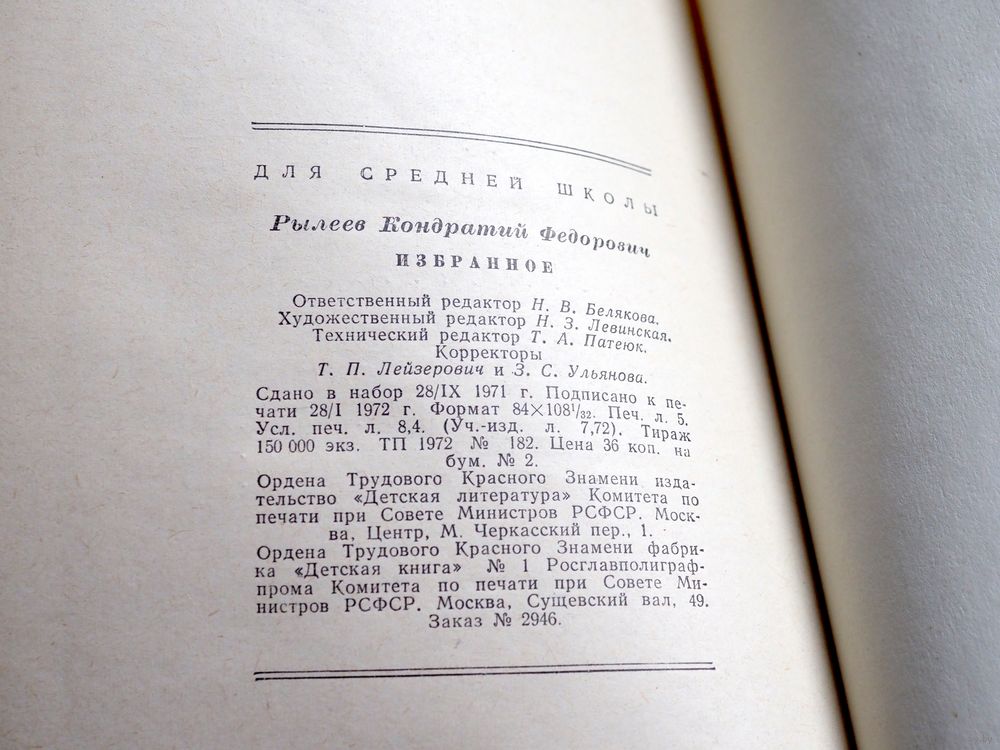 ДЛЯ СРЕДНЕЙ ШКОЛЫ
Рылеев Кондратий Федорович
ИЗБРАННОЕ
Ответственный редактор Н. В. Белякова.
Художественный редактор Н. З. Левинская.
Технический редактор Т. А. Патеюк.
Корректоры
Т. П. Лейзерович и З. С. Ульянова.
Сдано в набор 28/IX 1971 г. Подписано к пе-
чати 28/I 1972 г. Формат 84×108¹/₃₂. Печ. л. 5.
Усл. печ. л. 8,4. (Уч.-изд. л. 7,72). Тираж
150 000 экз. ТП 1972 № 182. Цена 36 коп. на
бум. № 2.
Ордена Трудового Красного Знамени изда-
тельство «Детская литература» Комитета по
печати при Совете Министров РСФСР. Моск-
ва, Центр, М. Черкасский пер., 1.
Ордена Трудового Красного Знамени фабри-
ка «Детская книга» № 1 Росглавполиграф-
прома Комитета по печати при Совете Ми-
нистров РСФСР. Москва, Сущевский вал, 49.
Заказ № 2946.